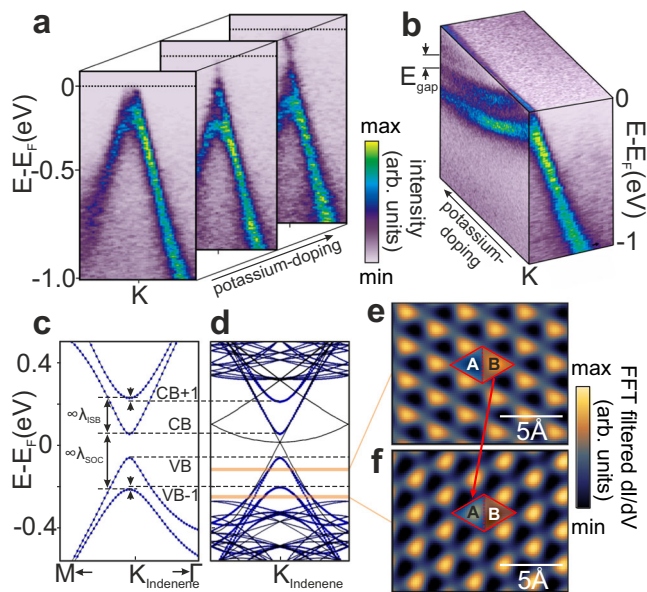 a
0
-0.5
-1.0
E-E_F(eV)
K
potassium-doping
max
min
intensity
(arb. units)
b
E_gap
0
-1
E-E_F(eV)
potassium-
doping
K
c
0.4
0
-0.4
E-E_F(eV)
∞λ_ISB
∞λ_SOC
CB+1
CB
VB
VB-1
M
K_Indenene
Γ
d
K_Indenene
e
A B
5Å
f
A B
5Å
max
min
FFT filtered dI/dV
(arb. units)